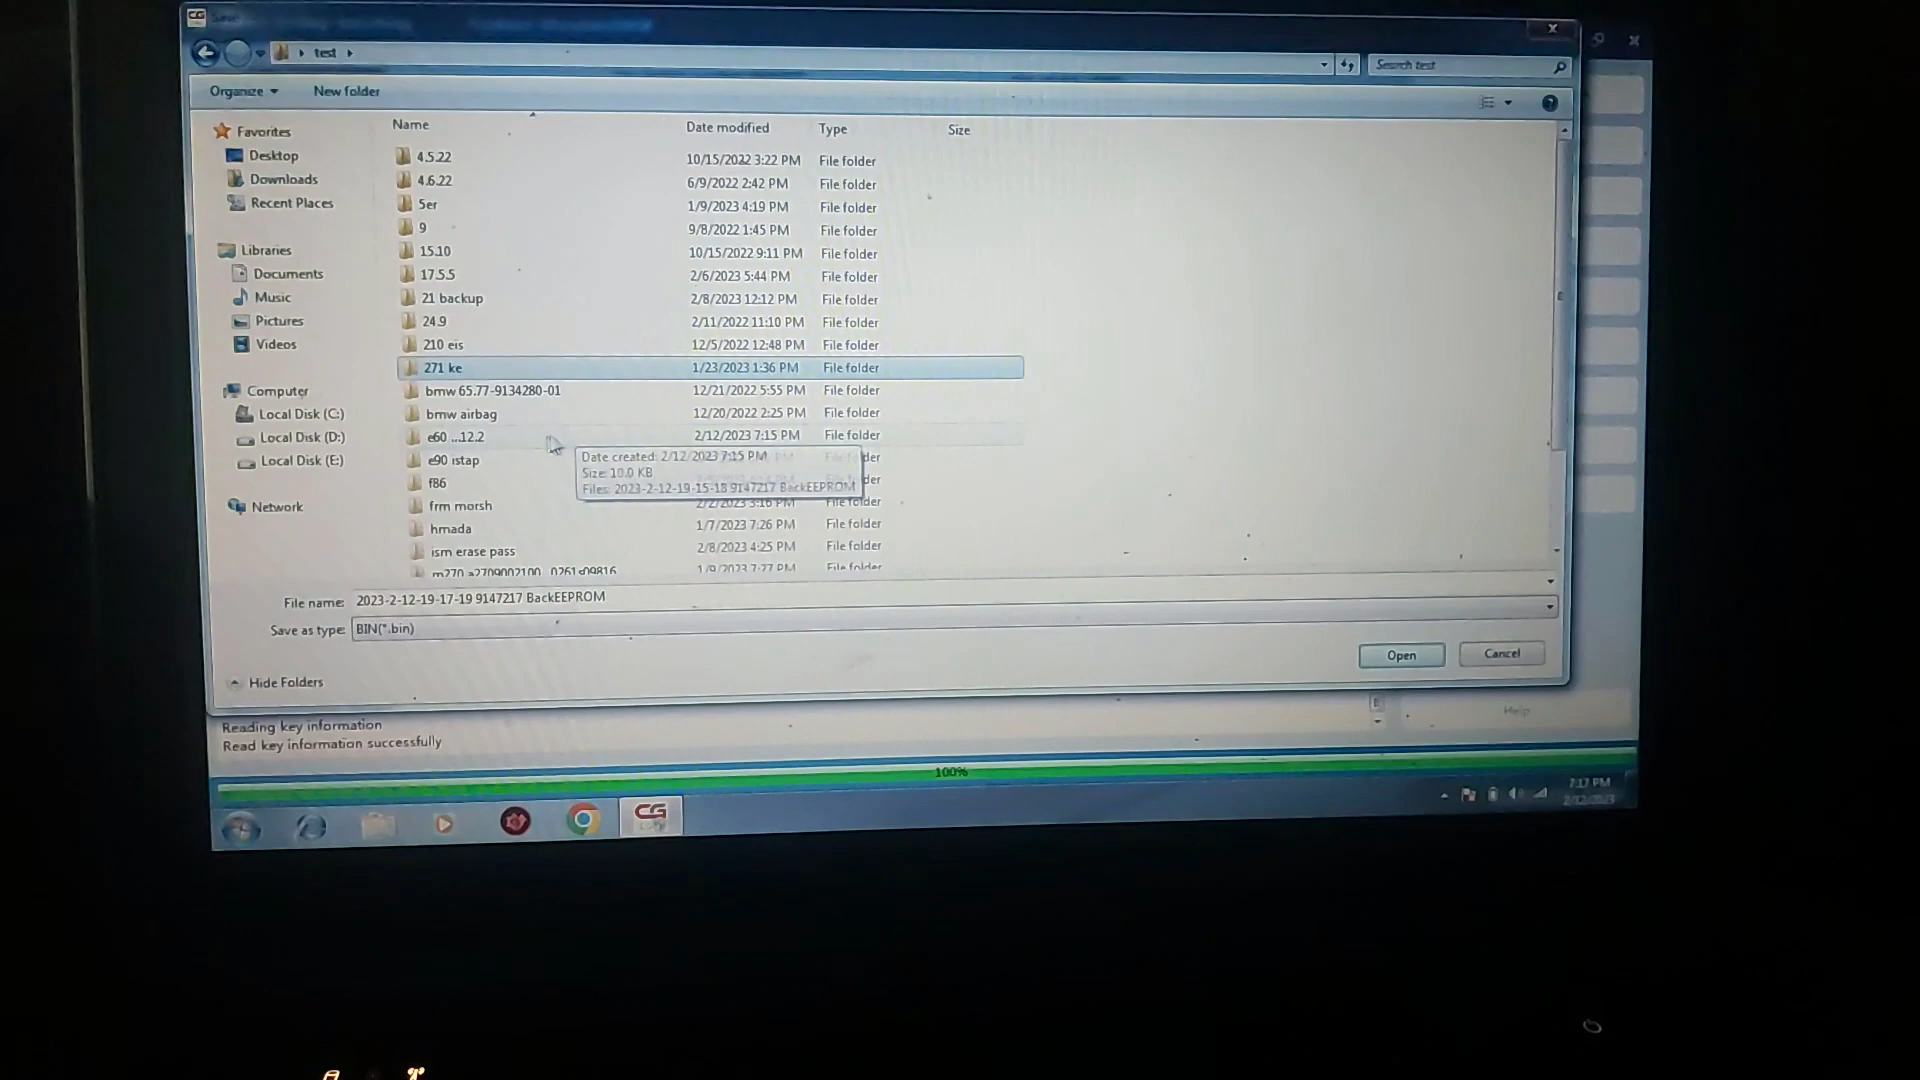 CG
test
Search test
Organize
New folder
Name
Date modified
Type
Size
Favorites
Desktop
Downloads
Recent Places
Libraries
Documents
Music
Pictures
Videos
Computer
Local Disk (C:)
Local Disk (D:)
Local Disk (E:)
Network
4.5.22 10/15/2022 3:22 PM File folder
4.6.22 6/9/2022 2:42 PM File folder
5er 1/9/2023 4:19 PM File folder
9 9/8/2022 1:45 PM File folder
15.10 10/15/2022 9:11 PM File folder
17.5.5 2/6/2023 5:44 PM File folder
21 backup 2/8/2023 12:12 PM File folder
24.9 2/11/2022 11:10 PM File folder
210 eis 12/5/2022 12:48 PM File folder
271 ke 1/23/2023 1:36 PM File folder
bmw 65.77-9134280-01 12/21/2022 5:55 PM File folder
bmw airbag 12/20/2022 2:25 PM File folder
e60 ...12.2 2/12/2023 7:15 PM File folder
e90 istap
f86
frm morsh 2/2/2023 3:16 PM File folder
hmada 1/7/2023 7:26 PM File folder
ism erase pass 2/8/2023 4:25 PM File folder
m270 a2709002100 1/9/2023 7:27 PM File folder
Date created: 2/12/2023 7:15 PM
Size: 10.0 KB
Files: 2023-2-12-19-15-18 9147217 BackEEPROM
File name: 2023-2-12-19-17-19 9147217 BackEEPROM
Save as type: BIN(*.bin)
Open
Cancel
Hide Folders
Help
Reading key information
Read key information successfully
100%
CG
7:17 PM
2/12/2023